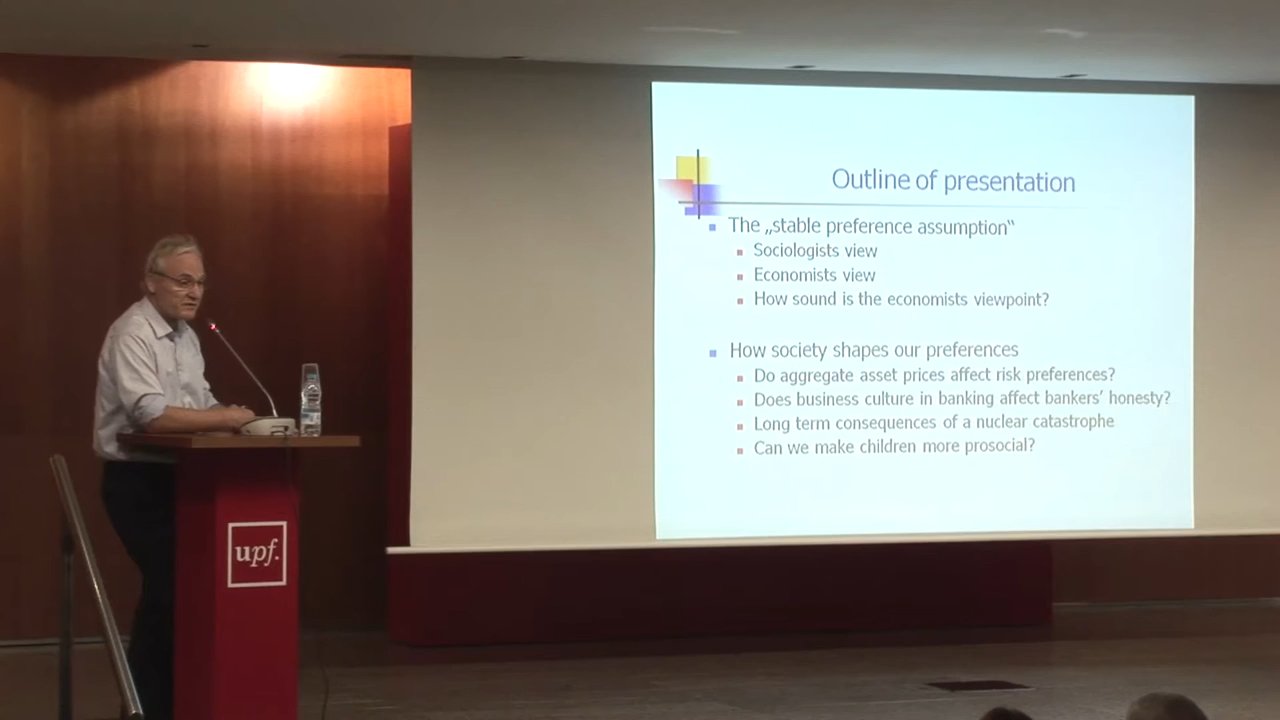 Outline of presentation
The „stable preference assumption“
Sociologists view
Economists view
How sound is the economists viewpoint?
How society shapes our preferences
Do aggregate asset prices affect risk preferences?
Does business culture in banking affect bankers’ honesty?
Long term consequences of a nuclear catastrophe
Can we make children more prosocial?
upf.